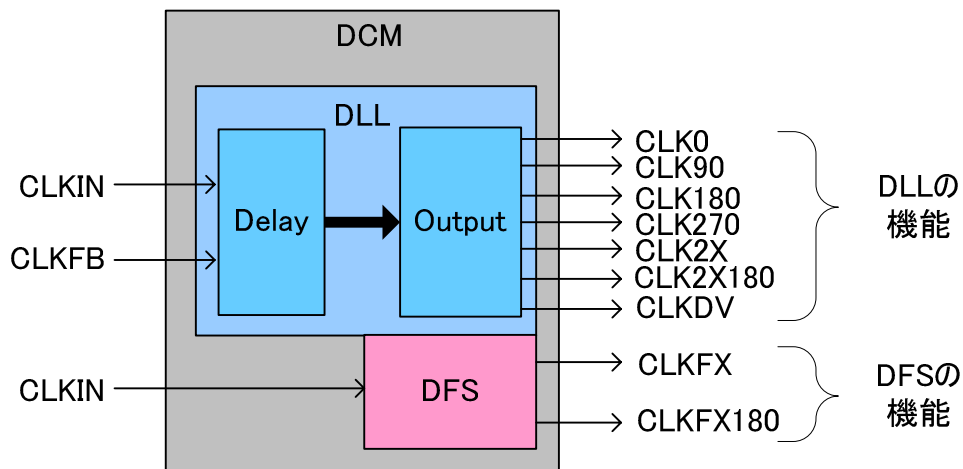 DCM
DLL
CLKIN
CLKFB
Delay
Output
CLK0
CLK90
CLK180
CLK270
CLK2X
CLK2X180
CLKDV
DLLの
機能
CLKIN
DFS
CLKFX
CLKFX180
DFSの
機能